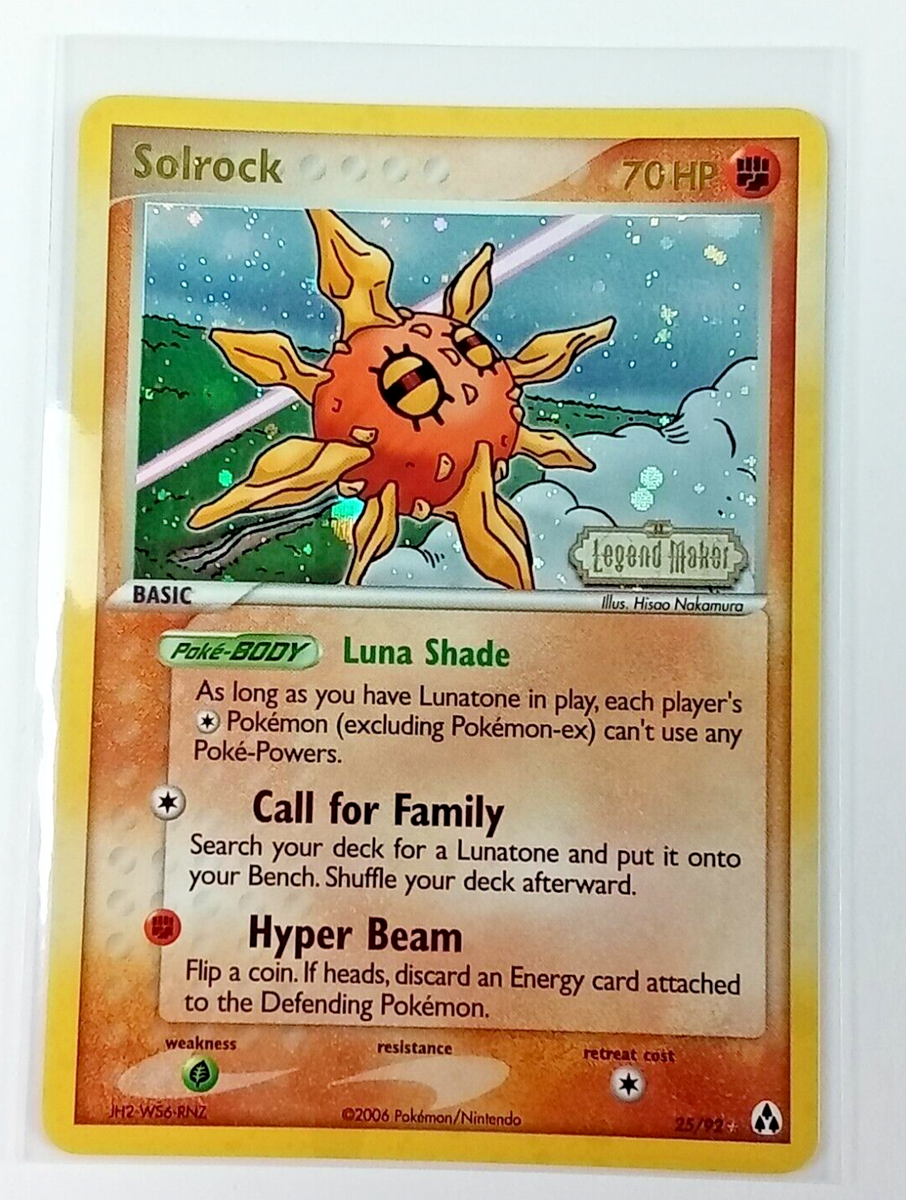 Solrock 70 HP
Legend Maker
BASIC
Illus. Hisao Nakamura
Poké-BODY Luna Shade
As long as you have Lunatone in play, each player's
Pokémon (excluding Pokémon-ex) can't use any
Poké-Powers.
Call for Family
Search your deck for a Lunatone and put it onto
your Bench. Shuffle your deck afterward.
Hyper Beam
Flip a coin. If heads, discard an Energy card attached
to the Defending Pokémon.
weakness resistance retreat cost
JH2-WS6-RNZ ©2006 Pokémon/Nintendo 25/92